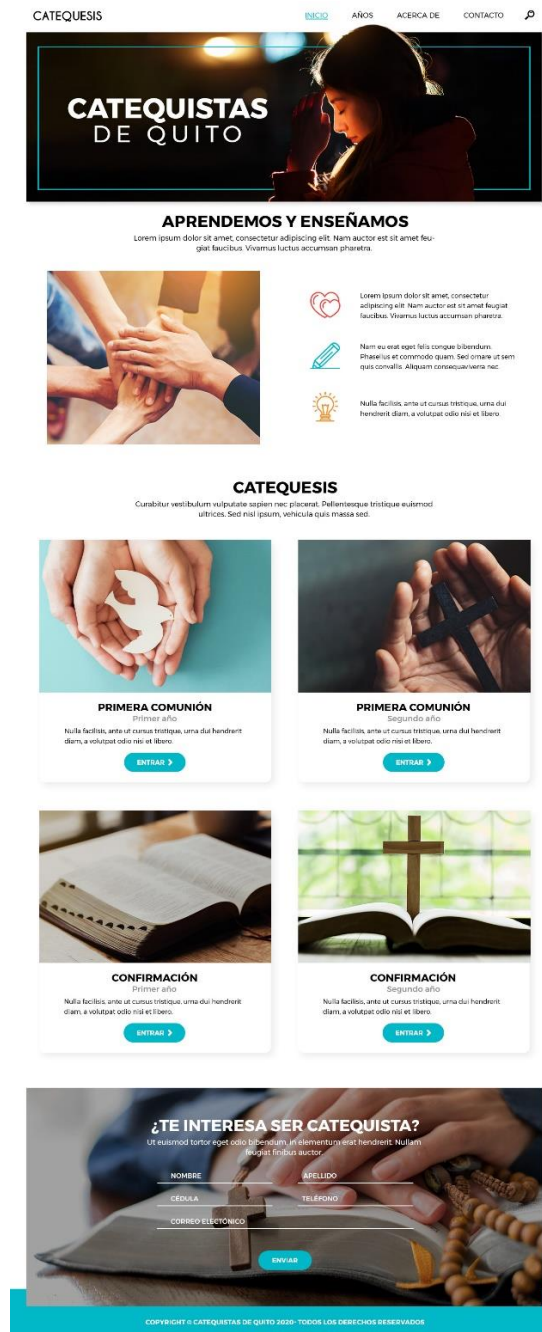 CATEQUESIS
INICIO AÑOS ACERCA DE CONTACTO
CATEQUISTAS
DE QUITO
APRENDEMOS Y ENSEÑAMOS
Lorem ipsum dolor sit amet, consectetur adipiscing elit. Nam auctor est sit amet feu-
giat faucibus. Vivamus luctus accumsan pharetra.
Lorem ipsum dolor sit amet, consectetur
adipiscing elit. Nam auctor est sit amet feugiat
faucibus. Vivamus luctus accumsan pharetra.
Nam eu erat eget felis congue bibendum.
Phasellus et commodo quam. Sed ornare ut sem
quis convallis. Aliquam consequaviverra nec.
Nulla facilisis, ante ut cursus tristique, urna dui
hendrerit diam, a volutpat odio nisi et libero.
CATEQUESIS
Curabitur vestibulum vulputate sapien nec placerat. Pellentesque tristique euismod
ultrices. Sed nisl ipsum, vehicula quis massa sed.
PRIMERA COMUNIÓN
Primer año
Nulla facilisis, ante ut cursus tristique, urna dui hendrerit
diam, a volutpat odio nisi et libero.
ENTRAR
PRIMERA COMUNIÓN
Segundo año
Nulla facilisis, ante ut cursus tristique, urna dui hendrerit
diam, a volutpat odio nisi et libero.
ENTRAR
CONFIRMACIÓN
Primer año
Nulla facilisis, ante ut cursus tristique, urna dui hendrerit
diam, a volutpat odio nisi et libero.
ENTRAR
CONFIRMACIÓN
Segundo año
Nulla facilisis, ante ut cursus tristique, urna dui hendrerit
diam, a volutpat odio nisi et libero.
ENTRAR
¿TE INTERESA SER CATEQUISTA?
Ut euismod tortor eget odio bibendum, in elementum erat hendrerit. Nullam
feugiat finibus auctor.
NOMBRE APELLIDO
CÉDULA TELÉFONO
CORREO ELECTÓNICO
ENVIAR
COPYRIGHT © CATEQUISTAS DE QUITO 2020- TODOS LOS DERECHOS RESERVADOS